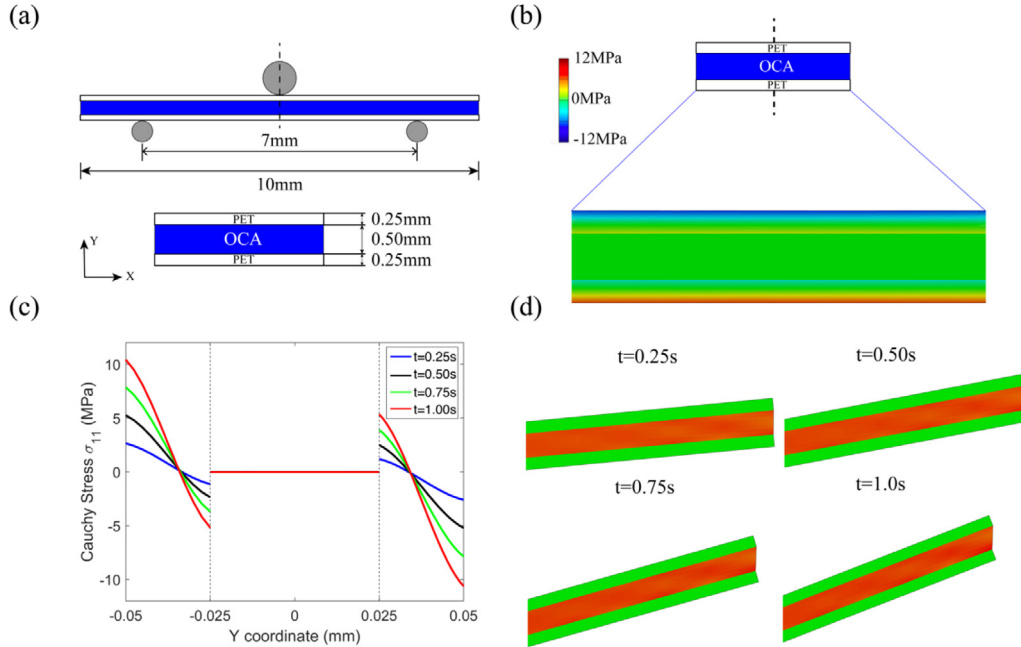 (a)
7mm
10mm
PET
OCA
PET
0.25mm
0.50mm
0.25mm
Y
X
(b)
12MPa
0MPa
-12MPa
PET
OCA
PET
(c)
Cauchy Stress σ11 (MPa)
10
5
0
-5
-10
t=0.25s
t=0.50s
t=0.75s
t=1.00s
-0.05
-0.025
0
0.025
0.05
Y coordinate (mm)
(d)
t=0.25s
t=0.50s
t=0.75s
t=1.0s